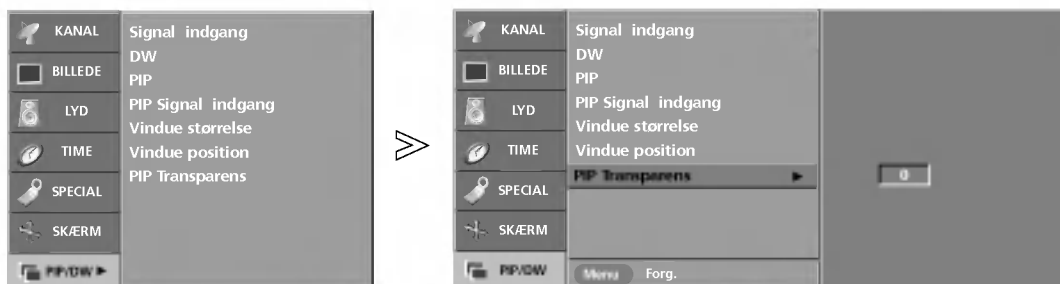 KANAL
BILLEDE
LYD
TIME
SPECIAL
SKÆRM
PIP/DW ►
Signal indgang
DW
PIP
PIP Signal indgang
Vindue størrelse
Vindue position
PIP Transparens
KANAL
BILLEDE
LYD
TIME
SPECIAL
SKÆRM
PIP/DW
Signal indgang
DW
PIP
PIP Signal indgang
Vindue størrelse
Vindue position
PIP Transparens ►
Menu Forg.
0